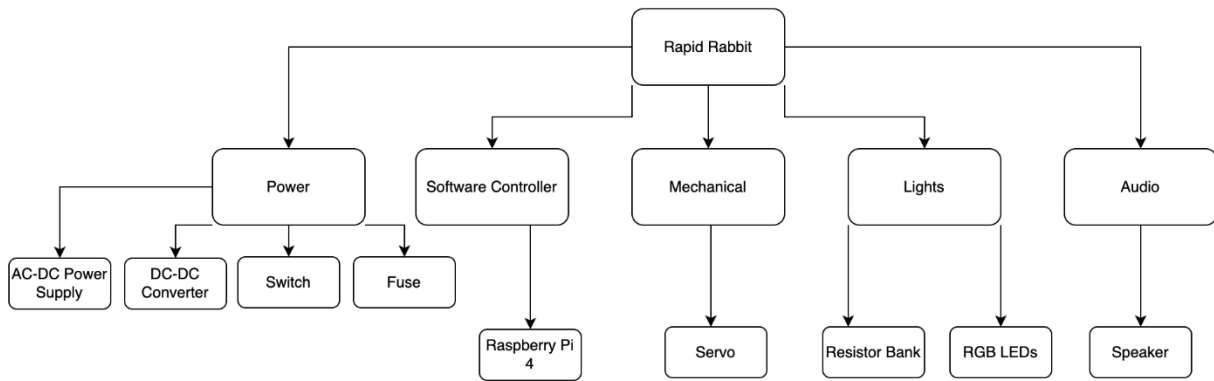 Rapid Rabbit
Power
Software Controller
Mechanical
Lights
Audio
AC-DC Power
Supply
DC-DC
Converter
Switch
Fuse
Raspberry Pi
4
Servo
Resistor Bank
RGB LEDs
Speaker